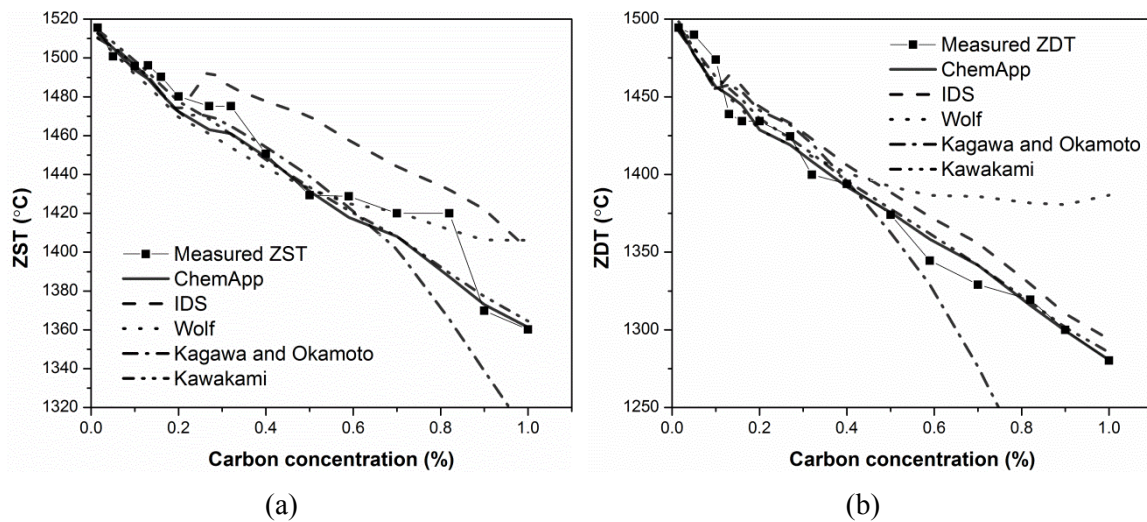 1520
1500
1480
1460
1440
1420
1400
1380
1360
1340
1320
ZST (°C)
Measured ZST
ChemApp
IDS
Wolf
Kagawa and Okamoto
Kawakami
0.0 0.2 0.4 0.6 0.8 1.0
Carbon concentration (%)
(a)
1500
1450
1400
1350
1300
1250
ZDT (°C)
Measured ZDT
ChemApp
IDS
Wolf
Kagawa and Okamoto
Kawakami
0.0 0.2 0.4 0.6 0.8 1.0
Carbon concentration (%)
(b)